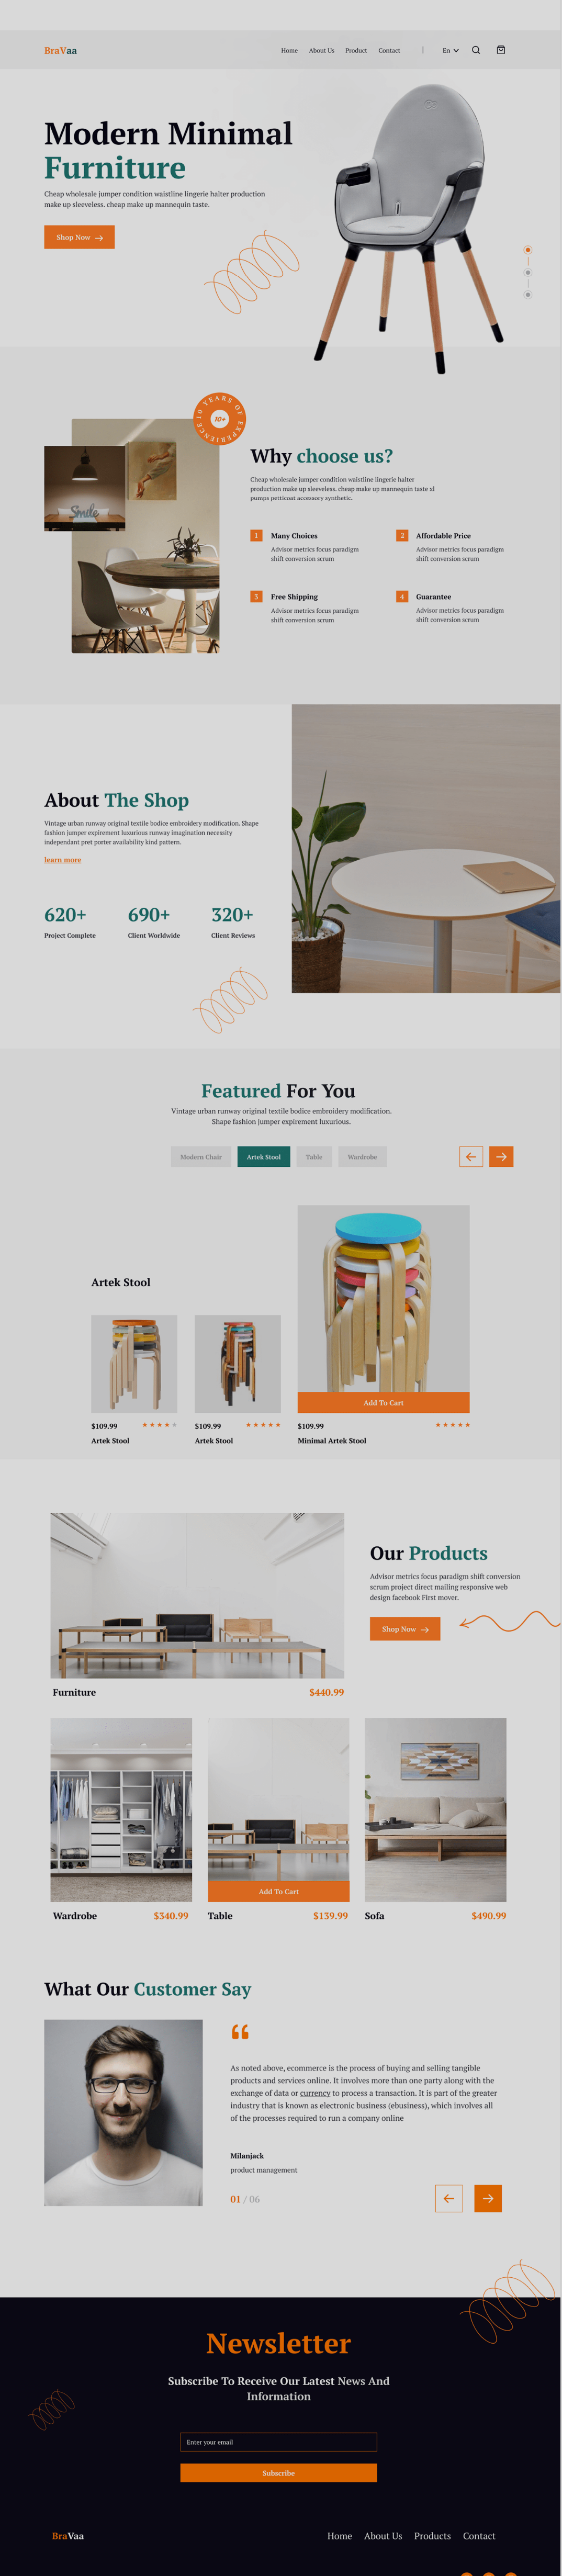 BraVaa
Home About Us Product Contact | En
Modern Minimal
Furniture
Cheap wholesale jumper condition waistline lingerie halter production
make up sleeveless. cheap make up mannequin taste.
Shop Now
10 YEARS OF EXPERIENCE
10+
Smile
Why choose us?
Cheap wholesale jumper condition waistline lingerie halter
production make up sleeveless. cheap make up mannequin taste sl
pumps petticoat accessory synthetic.
1 Many Choices
Advisor metrics focus paradigm
shift conversion scrum
2 Affordable Price
Advisor metrics focus paradigm
shift conversion scrum
3 Free Shipping
Advisor metrics focus paradigm
shift conversion scrum
4 Guarantee
Advisor metrics focus paradigm
shift conversion scrum
About The Shop
Vintage urban runway original textile bodice embroidery modification. Shape
fashion jumper expirement luxurious runway imagination necessity
independant pret porter availability kind pattern.
learn more
620+ 690+ 320+
Project Complete Client Worldwide Client Reviews
Featured For You
Vintage urban runway original textile bodice embroidery modification.
Shape fashion jumper expirement luxurious.
Modern Chair Artek Stool Table Wardrobe
Artek Stool
Add To Cart
$109.99 $109.99 $109.99
Artek Stool Artek Stool Minimal Artek Stool
Our Products
Advisor metrics focus paradigm shift conversion
scrum project direct mailing responsive web
design facebook First mover.
Shop Now
Furniture $440.99
Add To Cart
Wardrobe $340.99 Table $139.99 Sofa $490.99
What Our Customer Say
As noted above, ecommerce is the process of buying and selling tangible
products and services online. It involves more than one party along with the
exchange of data or currency to process a transaction. It is part of the greater
industry that is known as electronic business (ebusiness), which involves all
of the processes required to run a company online
Milanjack
product management
01 / 06
Newsletter
Subscribe To Receive Our Latest News And
Information
Enter your email
Subscribe
BraVaa
Home About Us Products Contact